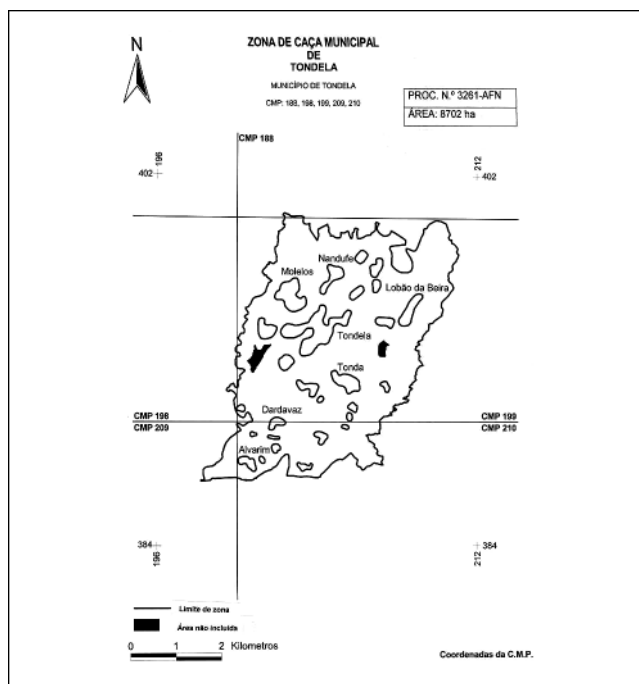 N
ZONA DE CAÇA MUNICIPAL
DE
TONDELA
MUNICÍPIO DE TONDELA
CMP: 188, 198, 199, 209, 210
PROC. N.º 3261-AFN
ÁREA: 8702 ha
CMP 188
196
402
212
402
Nandufe
Molelos
Lobão da Beira
Tondela
Tonda
Dardavaz
CMP 198
CMP 199
CMP 209
CMP 210
Alvarim
384
196
212
384
Limite de zona
Área não incluida
0 1 2 Kilometros
Coordenadas da C.M.P.